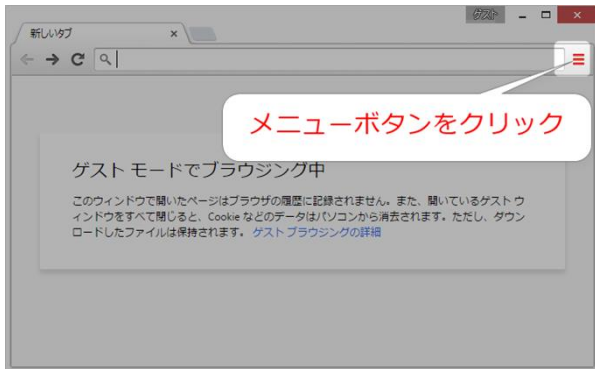 ゲスト
新しいタブ
メニューボタンをクリック
ゲスト モードでブラウジング中
このウィンドウで開いたページはブラウザの履歴に記録されません。また、開いているゲスト ウ
ィンドウをすべて閉じると、Cookie などのデータはパソコンから消去されます。ただし、ダウン
ロードしたファイルは保持されます。 ゲスト ブラウジングの詳細